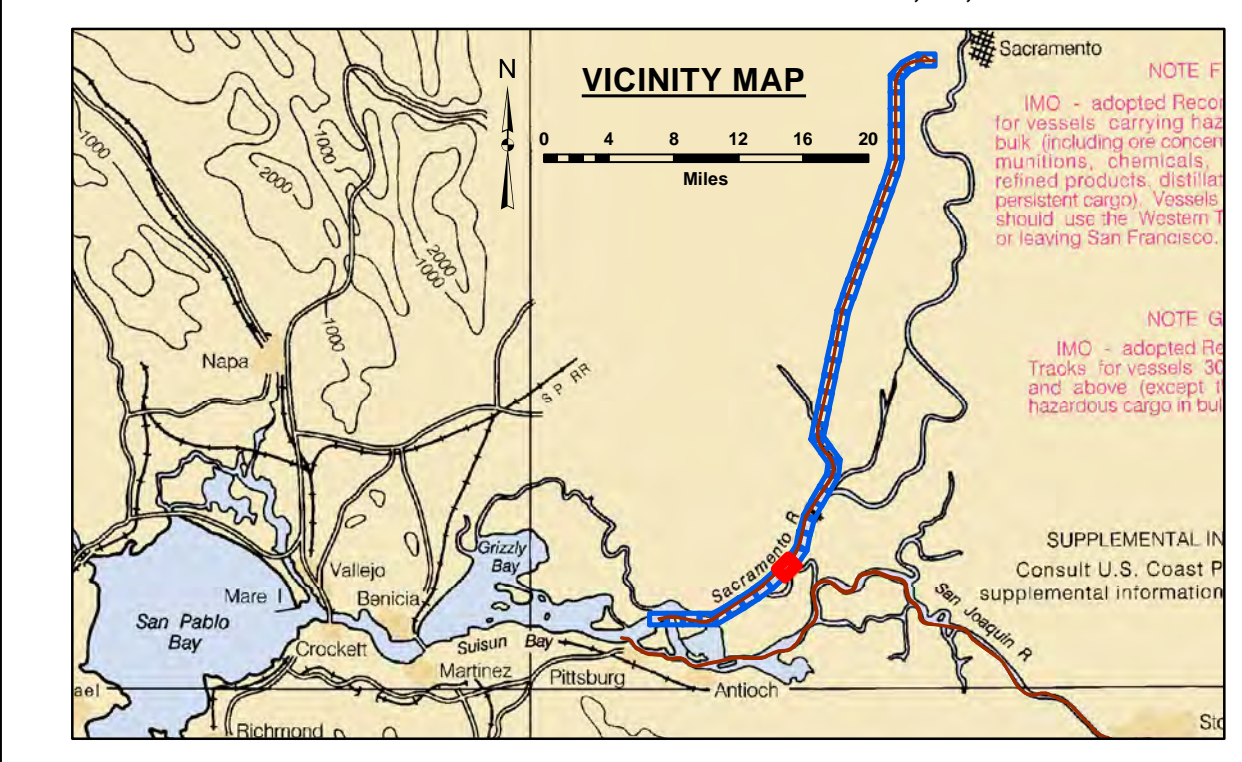 VICINITY MAP
N
0 4 8 12 16 20
Miles
Sacramento
NOTE F
IMO - adopted Recor
for vessels carrying haz
bulk (including ore concen
munitions, chemicals,
refined products, distillat
persistent cargo). Vessels
should use the Western T
or leaving San Francisco.
NOTE G
IMO - adopted Re
Tracks for vessels 30
and above (except t
hazardous cargo in bul
SUPPLEMENTAL IN
Consult U.S. Coast P
supplemental information
1000
1000
2000
2000
1000
1000
Napa
S P RR
Grizzly
Bay
Sacramento R
Vallejo
Mare I
Benicia
San Pablo
Bay
Crockett
Suisun Bay
Martinez
Pittsburg
Antioch
San Joaquin R
ael
Richmond
Sto